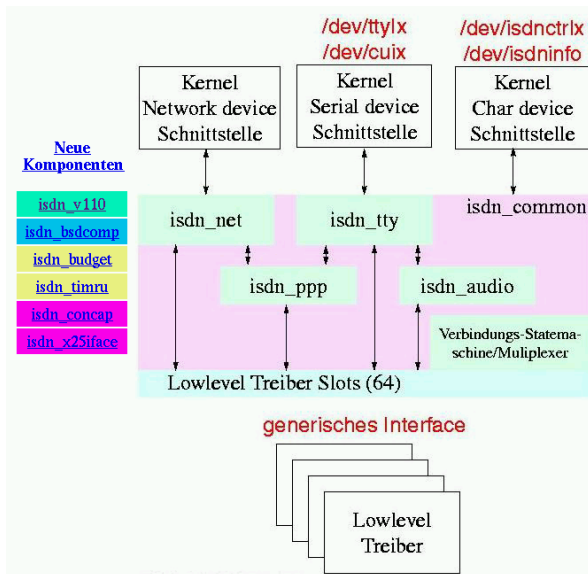 /dev/ttyIx
/dev/cuix
/dev/isdnctrlx
/dev/isdninfo
Kernel
Network device
Schnittstelle
Kernel
Serial device
Schnittstelle
Kernel
Char device
Schnittstelle
Neue
Komponenten
isdn_v110
isdn_bsdcomp
isdn_budget
isdn_timru
isdn_concap
isdn_x25iface
isdn_net
isdn_tty
isdn_common
isdn_ppp
isdn_audio
Verbindungs-Statema-
schine/Muliplexer
Lowlevel Treiber Slots (64)
generisches Interface
Lowlevel
Treiber